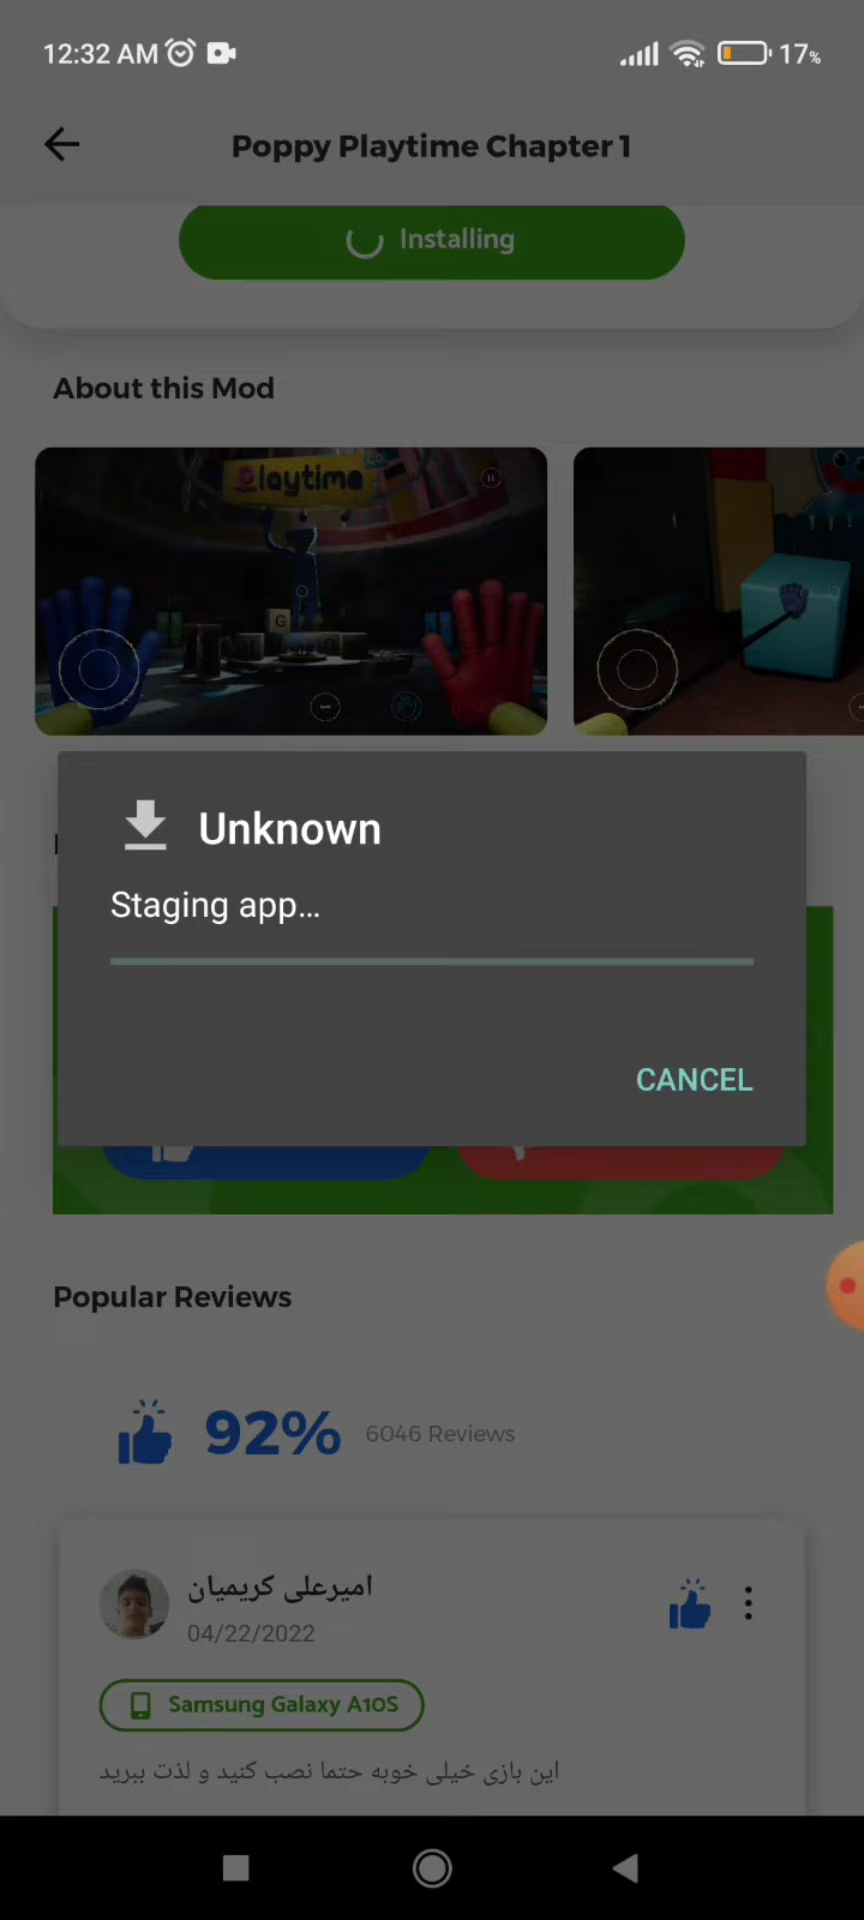 12:32 AM
17%
Poppy Playtime Chapter 1
Installing
About this Mod
Playtime
G
Unknown
Staging app...
CANCEL
Popular Reviews
92%
6046 Reviews
امیرعلی کریمیان
04/22/2022
Samsung Galaxy A10S
این بازی خیلی خوبه حتما نصب کنید و لذت ببرید